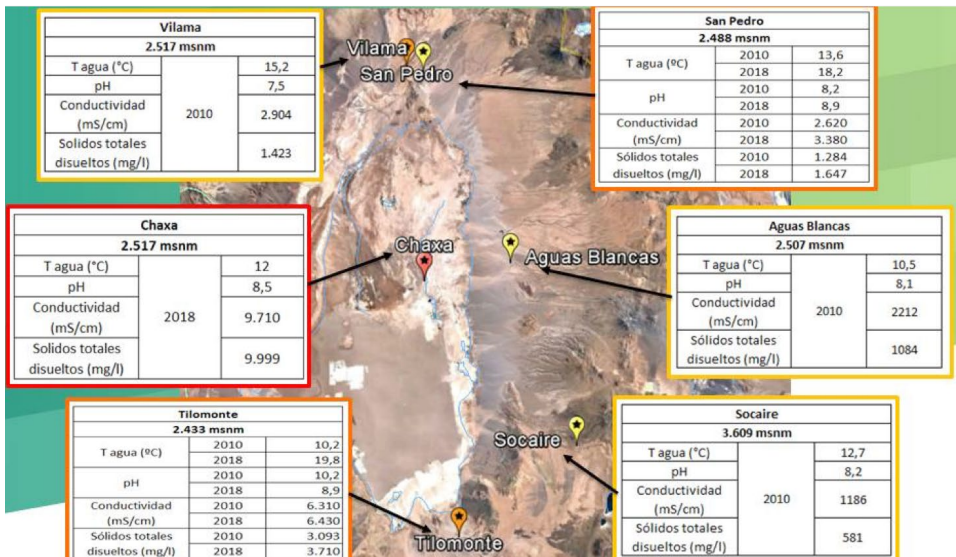 Vilama
2.517 msnm
T agua (°C) 2010 15,2
pH 7,5
Conductividad (mS/cm) 2.904
Solidos totales disueltos (mg/l) 1.423
San Pedro
2.488 msnm
T agua (ºC) 2010 13,6
2018 18,2
pH 2010 8,2
2018 8,9
Conductividad 2010 2.620
(mS/cm) 2018 3.380
Sólidos totales 2010 1.284
disueltos (mg/l) 2018 1.647
Vilama
San Pedro
Chaxa
2.517 msnm
T agua (°C) 2018 12
pH 8,5
Conductividad (mS/cm) 9.710
Solidos totales disueltos (mg/l) 9.999
Chaxa
Aguas Blancas
Aguas Blancas
2.507 msnm
T agua (°C) 2010 10,5
pH 8,1
Conductividad (mS/cm) 2212
Sólidos totales disueltos (mg/l) 1084
Tilomonte
2.433 msnm
T agua (ºC) 2010 10,2
2018 19,8
pH 2010 10,2
2018 8,9
Conductividad 2010 6.310
(mS/cm) 2018 6.430
Sólidos totales 2010 3.093
disueltos (mg/l) 2018 3.710
Tilomonte
Socaire
Socaire
3.609 msnm
T agua (°C) 2010 12,7
pH 8,2
Conductividad (mS/cm) 1186
Sólidos totales disueltos (mg/l) 581